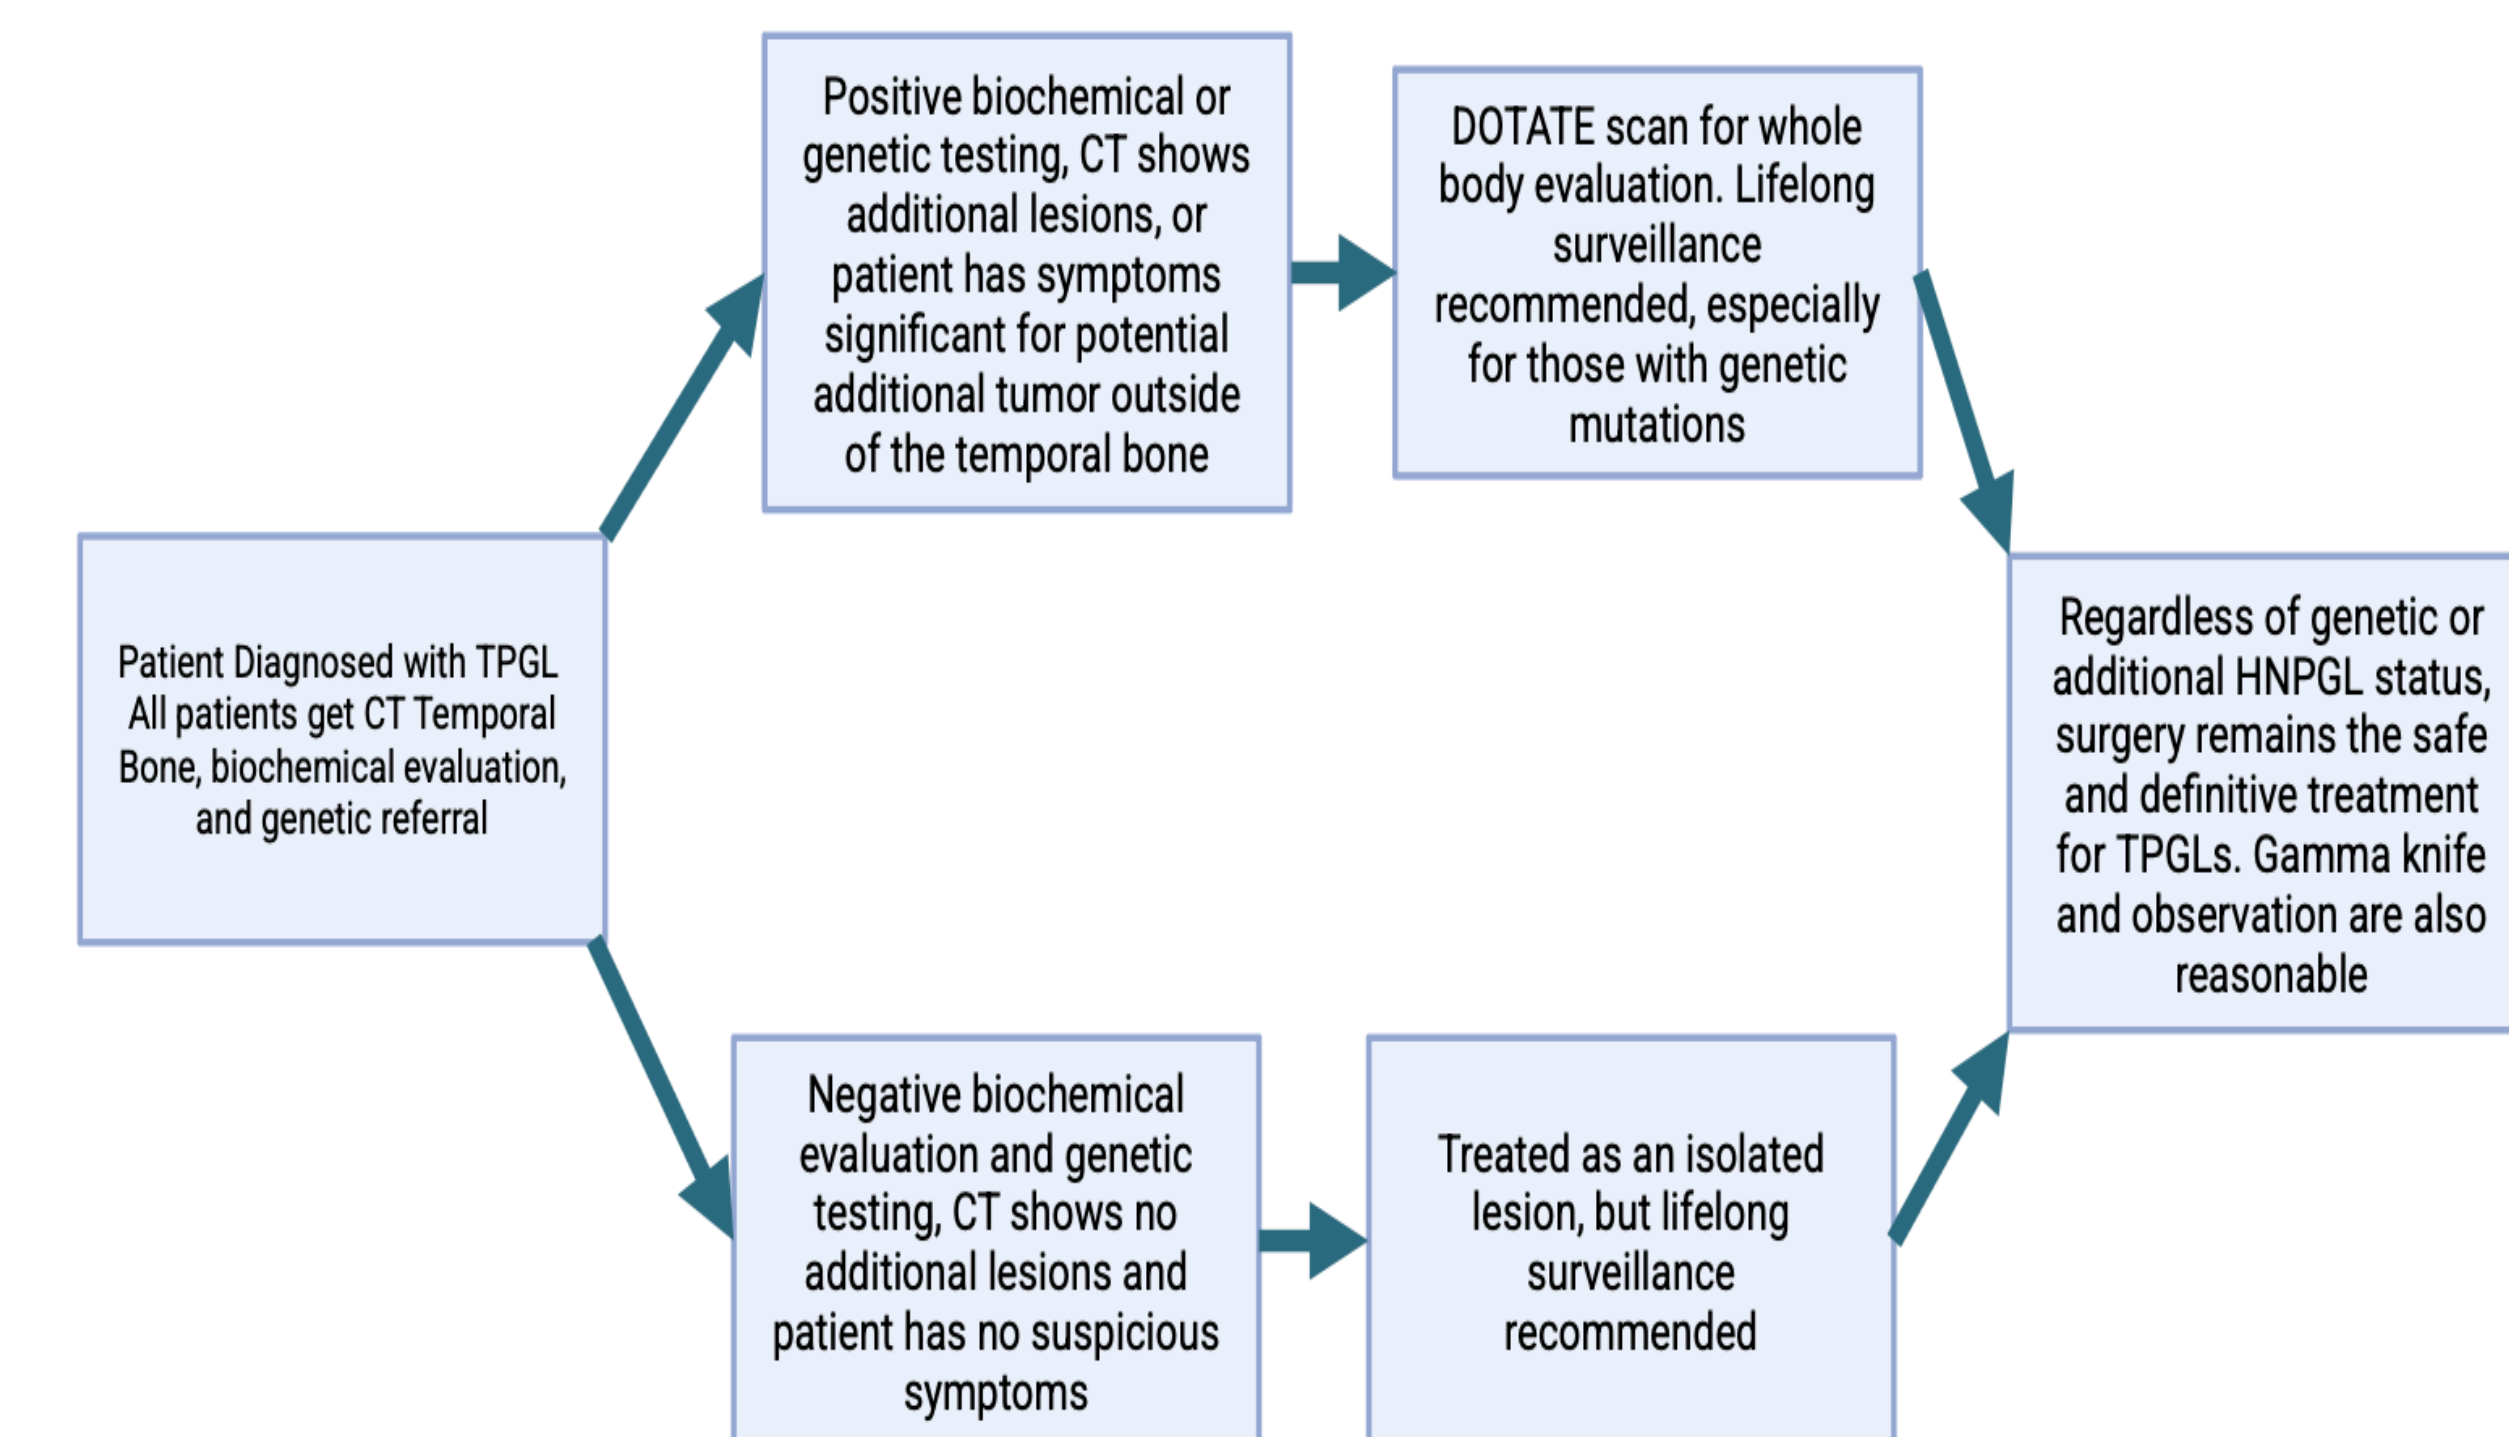 Patient Diagnosed with TPGL
All patients get CT Temporal
Bone, biochemical evaluation,
and genetic referral
Positive biochemical or
genetic testing, CT shows
additional lesions, or
patient has symptoms
significant for potential
additional tumor outside
of the temporal bone
DOTATE scan for whole
body evaluation. Lifelong
surveillance
recommended, especially
for those with genetic
mutations
Negative biochemical
evaluation and genetic
testing, CT shows no
additional lesions and
patient has no suspicious
symptoms
Treated as an isolated
lesion, but lifelong
surveillance
recommended
Regardless of genetic or
additional HNPGL status,
surgery remains the safe
and definitive treatment
for TPGLs. Gamma knife
and observation are also
reasonable